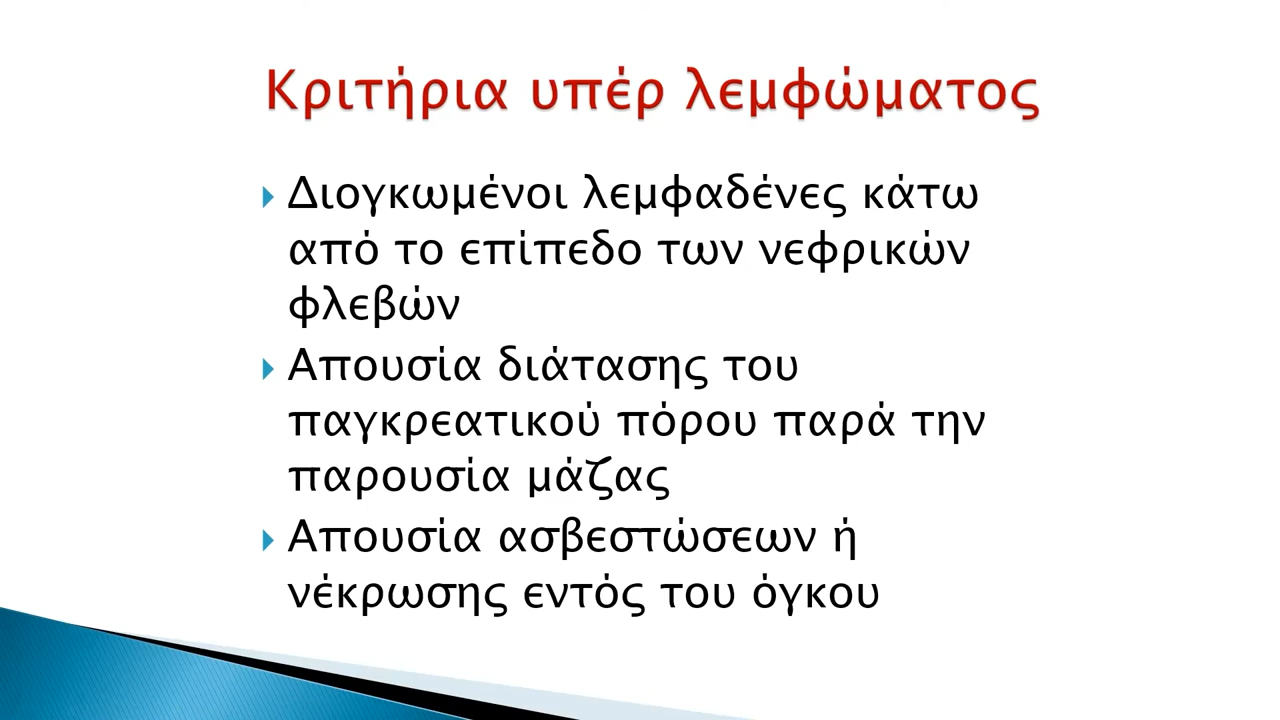 Κριτήρια υπέρ λεμφώματος
Διογκωμένοι λεμφαδένες κάτω
από το επίπεδο των νεφρικών
φλεβών
Απουσία διάτασης του
παγκρεατικού πόρου παρά την
παρουσία μάζας
Απουσία ασβεστώσεων ή
νέκρωσης εντός του όγκου